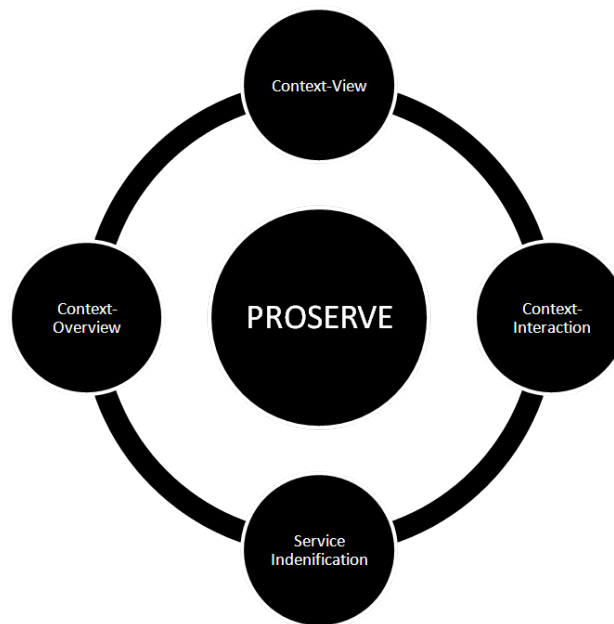 Context-View
Context-
Overview
PROSERVE
Context-
Interaction
Service
Indenification